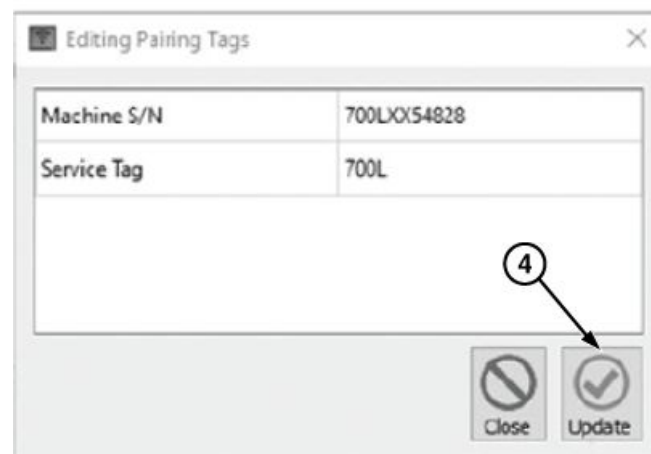 Editing Pairing Tags
Machine S/N 700LXX54828
Service Tag 700L
4
Close Update